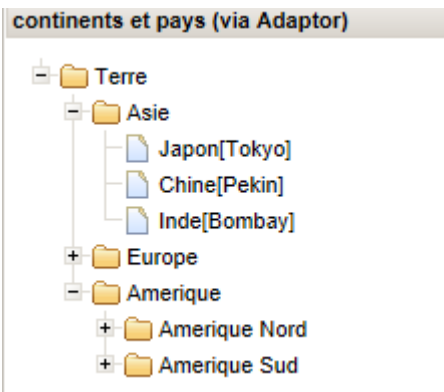 continents et pays (via Adaptor)
Terre
Asie
Japon[Tokyo]
Chine[Pekin]
Inde[Bombay]
Europe
Amerique
Amerique Nord
Amerique Sud